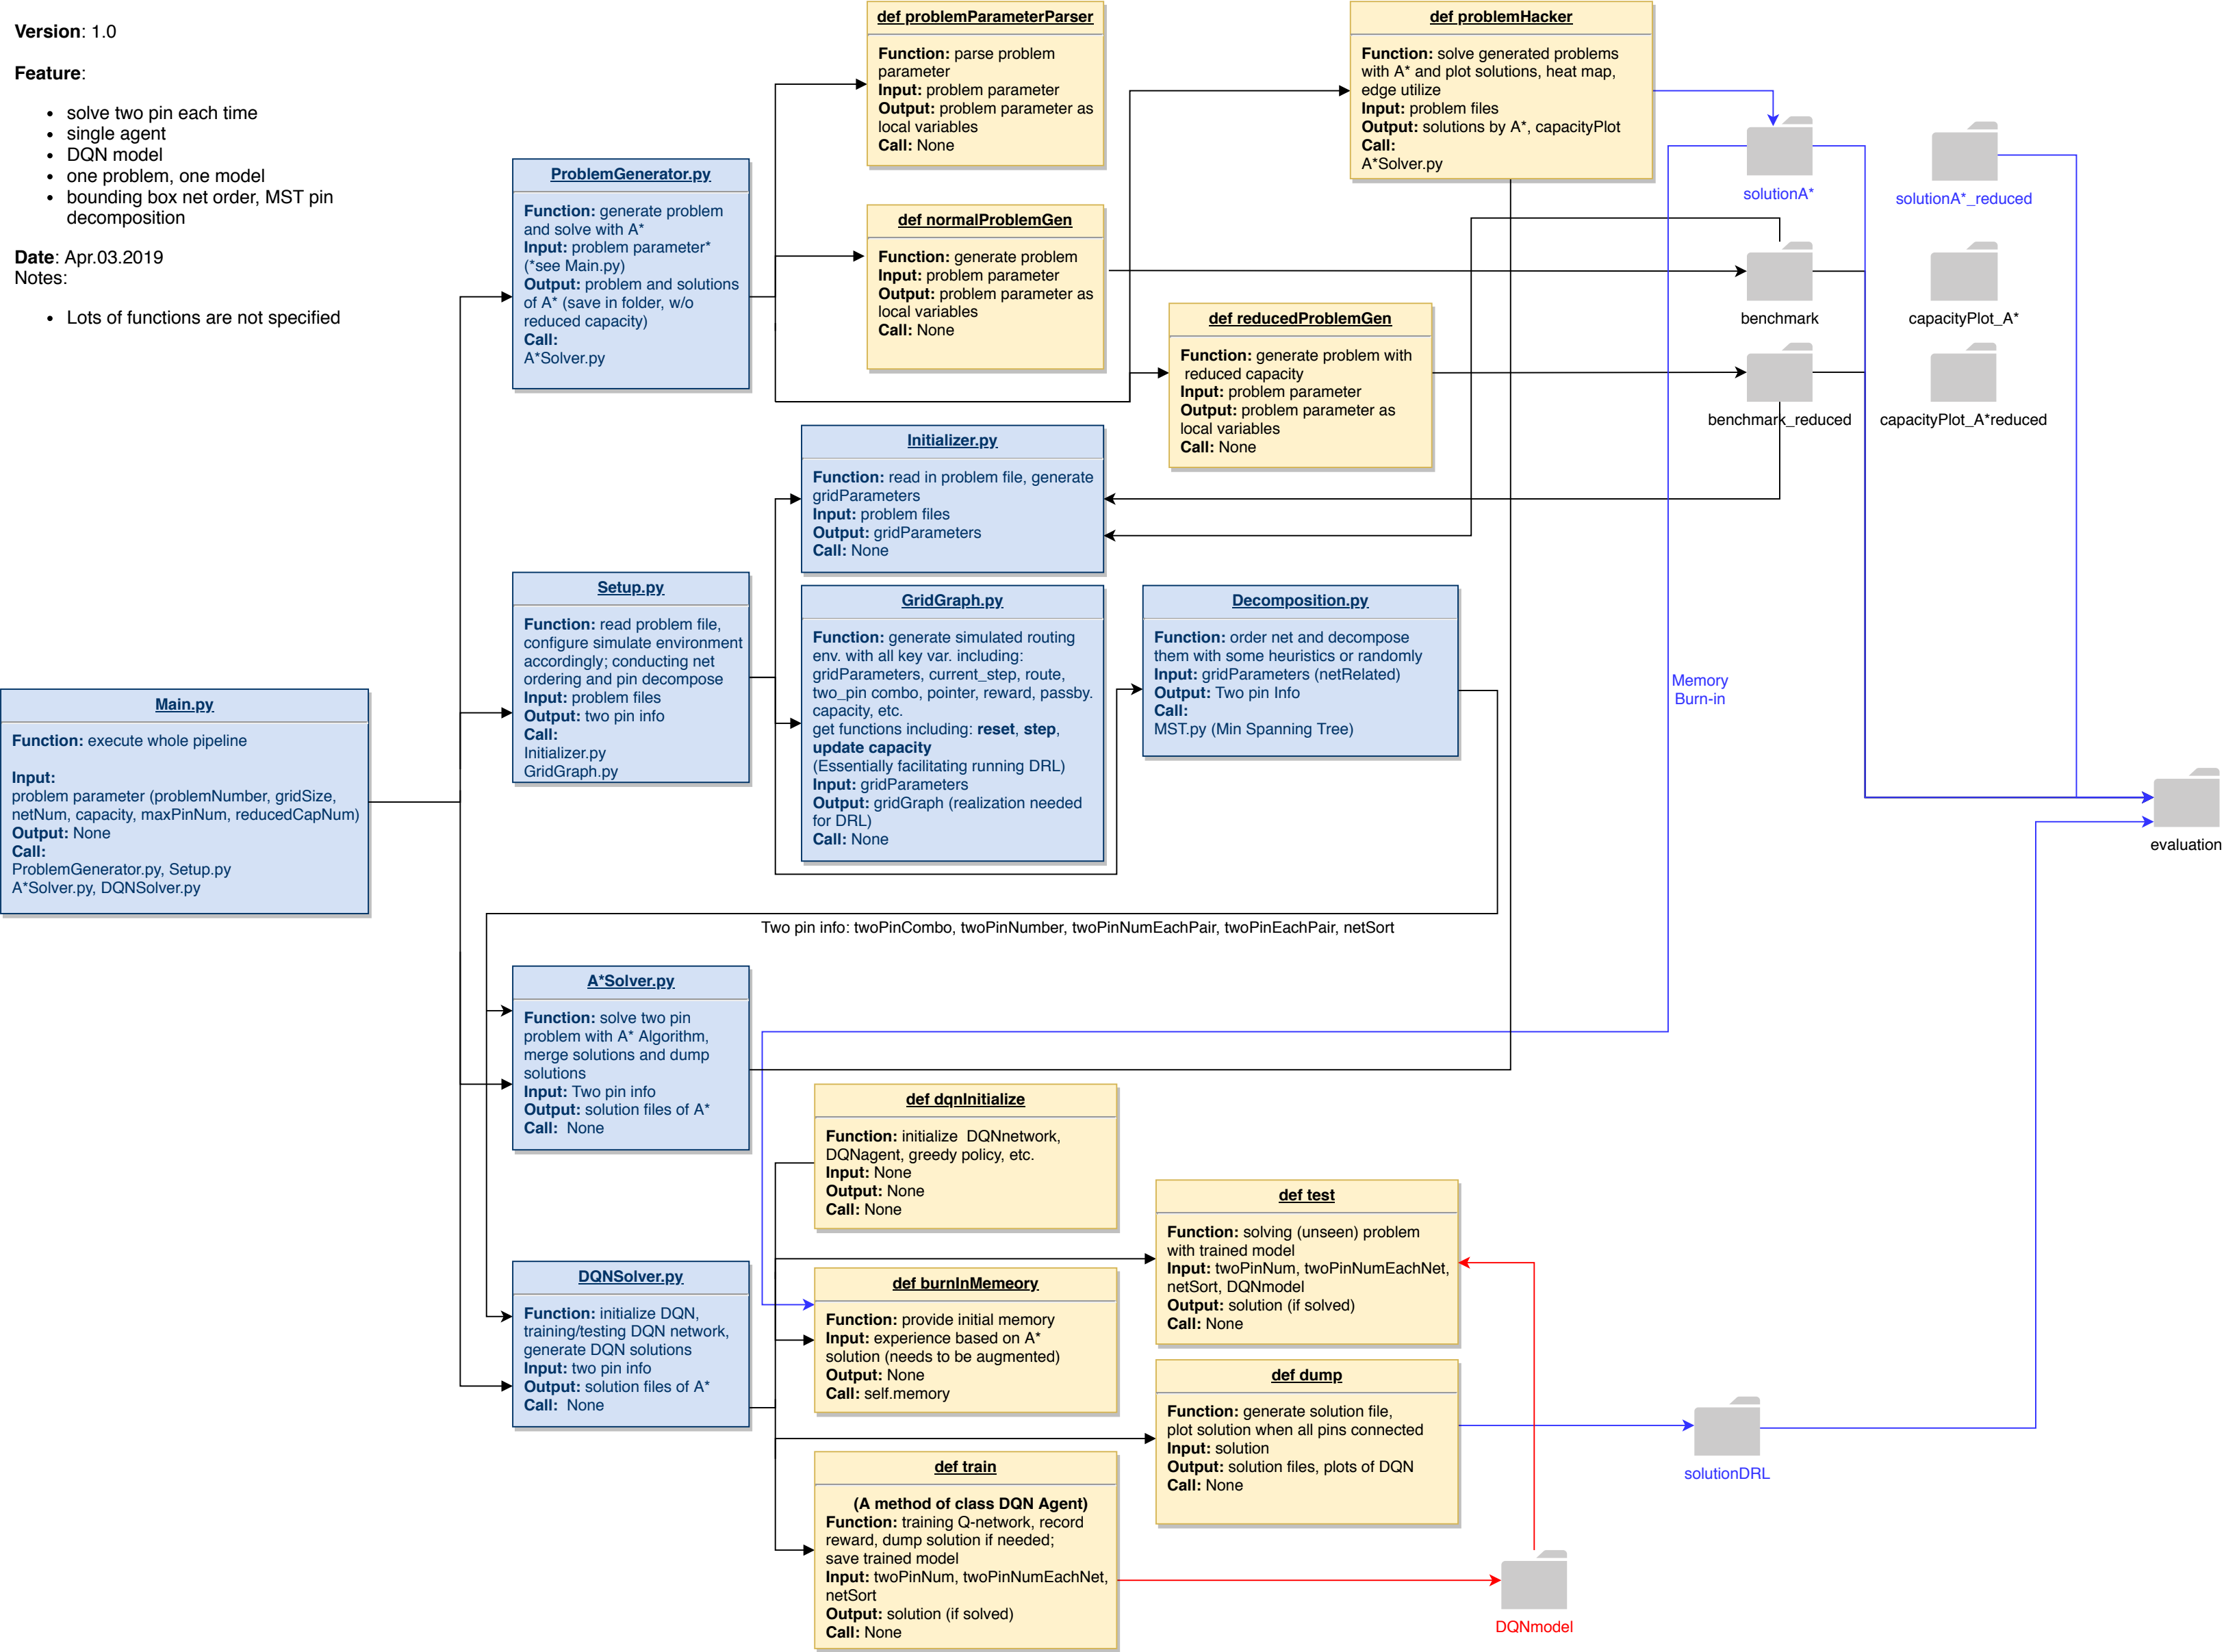 Version: 1.0
Feature:
• solve two pin each time
• single agent
• DQN model
• one problem, one model
• bounding box net order, MST pin
decomposition
Date: Apr.03.2019
Notes:
• Lots of functions are not specified
Main.py
Function: execute whole pipeline
Input:
problem parameter (problemNumber, gridSize,
netNum, capacity, maxPinNum, reducedCapNum)
Output: None
Call:
ProblemGenerator.py, Setup.py
A*Solver.py, DQNSolver.py
ProblemGenerator.py
Function: generate problem
and solve with A*
Input: problem parameter*
(*see Main.py)
Output: problem and solutions
of A* (save in folder, w/o
reduced capacity)
Call:
A*Solver.py
def problemParameterParser
Function: parse problem
parameter
Input: problem parameter
Output: problem parameter as
local variables
Call: None
def normalProblemGen
Function: generate problem
Input: problem parameter
Output: problem parameter as
local variables
Call: None
def problemHacker
Function: solve generated problems
with A* and plot solutions, heat map,
edge utilize
Input: problem files
Output: solutions by A*, capacityPlot
Call:
A*Solver.py
def reducedProblemGen
Function: generate problem with
reduced capacity
Input: problem parameter
Output: problem parameter as
local variables
Call: None
solutionA*
solutionA*_reduced
benchmark
capacityPlot_A*
benchmark_reduced
capacityPlot_A*reduced
Setup.py
Function: read problem file,
configure simulate environment
accordingly; conducting net
ordering and pin decompose
Input: problem files
Output: two pin info
Call:
Initializer.py
GridGraph.py
Initializer.py
Function: read in problem file, generate
gridParameters
Input: problem files
Output: gridParameters
Call: None
GridGraph.py
Function: generate simulated routing
env. with all key var. including:
gridParameters, current_step, route,
two_pin combo, pointer, reward, passby.
capacity, etc.
get functions including: reset, step,
update capacity
(Essentially facilitating running DRL)
Input: gridParameters
Output: gridGraph (realization needed
for DRL)
Call: None
Decomposition.py
Function: order net and decompose
them with some heuristics or randomly
Input: gridParameters (netRelated)
Output: Two pin Info
Call:
MST.py (Min Spanning Tree)
Memory
Burn-in
evaluation
Two pin info: twoPinCombo, twoPinNumber, twoPinNumEachPair, twoPinEachPair, netSort
A*Solver.py
Function: solve two pin
problem with A* Algorithm,
merge solutions and dump
solutions
Input: Two pin info
Output: solution files of A*
Call: None
DQNSolver.py
Function: initialize DQN,
training/testing DQN network,
generate DQN solutions
Input: two pin info
Output: solution files of A*
Call: None
def dqnInitialize
Function: initialize DQNnetwork,
DQNagent, greedy policy, etc.
Input: None
Output: None
Call: None
def burnInMemeory
Function: provide initial memory
Input: experience based on A*
solution (needs to be augmented)
Output: None
Call: self.memory
def train
(A method of class DQN Agent)
Function: training Q-network, record
reward, dump solution if needed;
save trained model
Input: twoPinNum, twoPinNumEachNet,
netSort
Output: solution (if solved)
Call: None
def test
Function: solving (unseen) problem
with trained model
Input: twoPinNum, twoPinNumEachNet,
netSort, DQNmodel
Output: solution (if solved)
Call: None
def dump
Function: generate solution file,
plot solution when all pins connected
Input: solution
Output: solution files, plots of DQN
Call: None
solutionDRL
DQNmodel